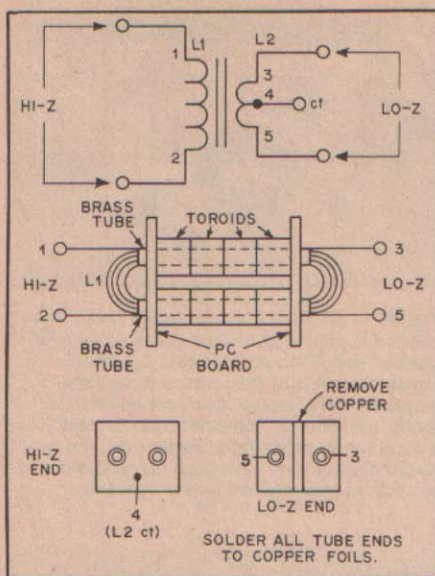 L1
L2
1
3
HI-Z
4
ct
LO-Z
5
2
BRASS
TUBE
TOROIDS
1
3
HI-Z
L1
LO-Z
2
5
BRASS
TUBE
PC
BOARD
REMOVE
COPPER
HI-Z
END
5
3
4
(L2 ct)
LO-Z END
SOLDER ALL TUBE ENDS
TO COPPER FOILS.